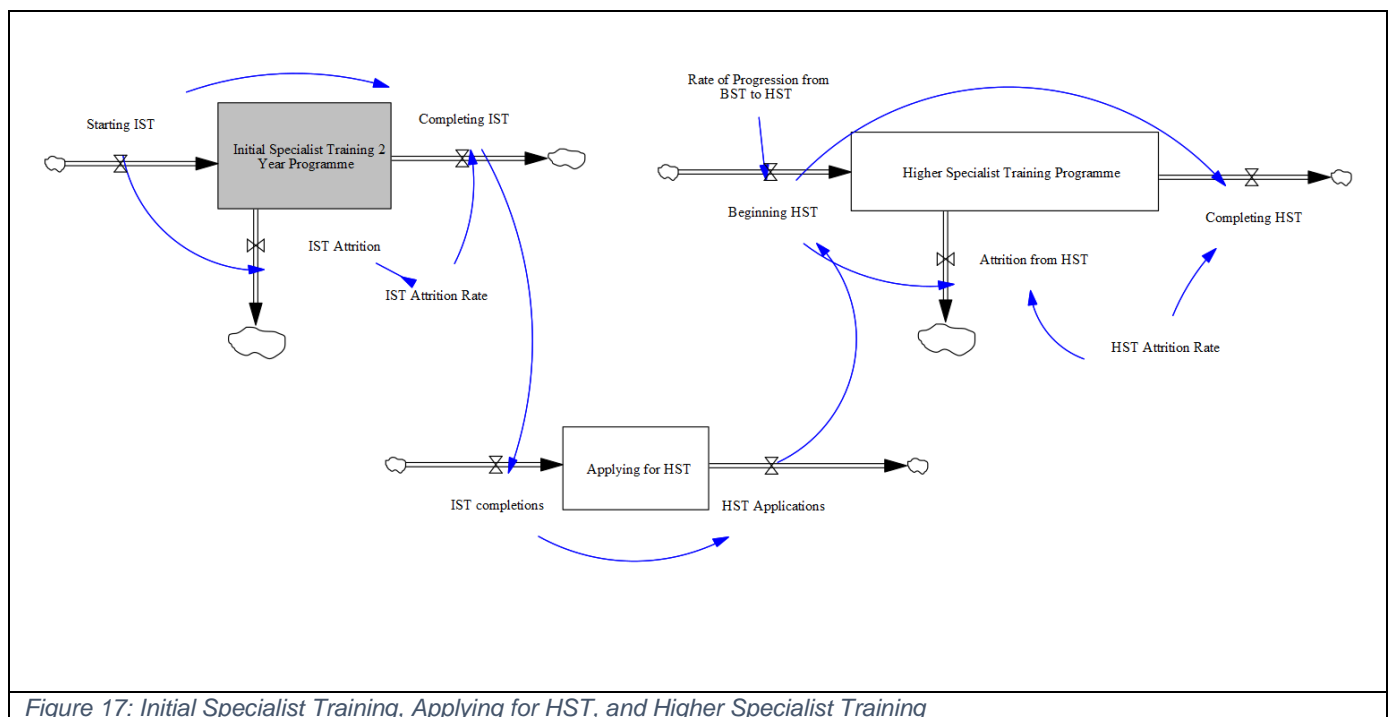 Rate of Progression from
BST to HST
Starting IST
Completing IST
Initial Specialist Training 2
Year Programme
Higher Specialist Training Programme
Beginning HST
Completing HST
IST Attrition
Attrition from HST
IST Attrition Rate
HST Attrition Rate
Applying for HST
IST completions
HST Applications
Figure 17: Initial Specialist Training, Applying for HST, and Higher Specialist Training